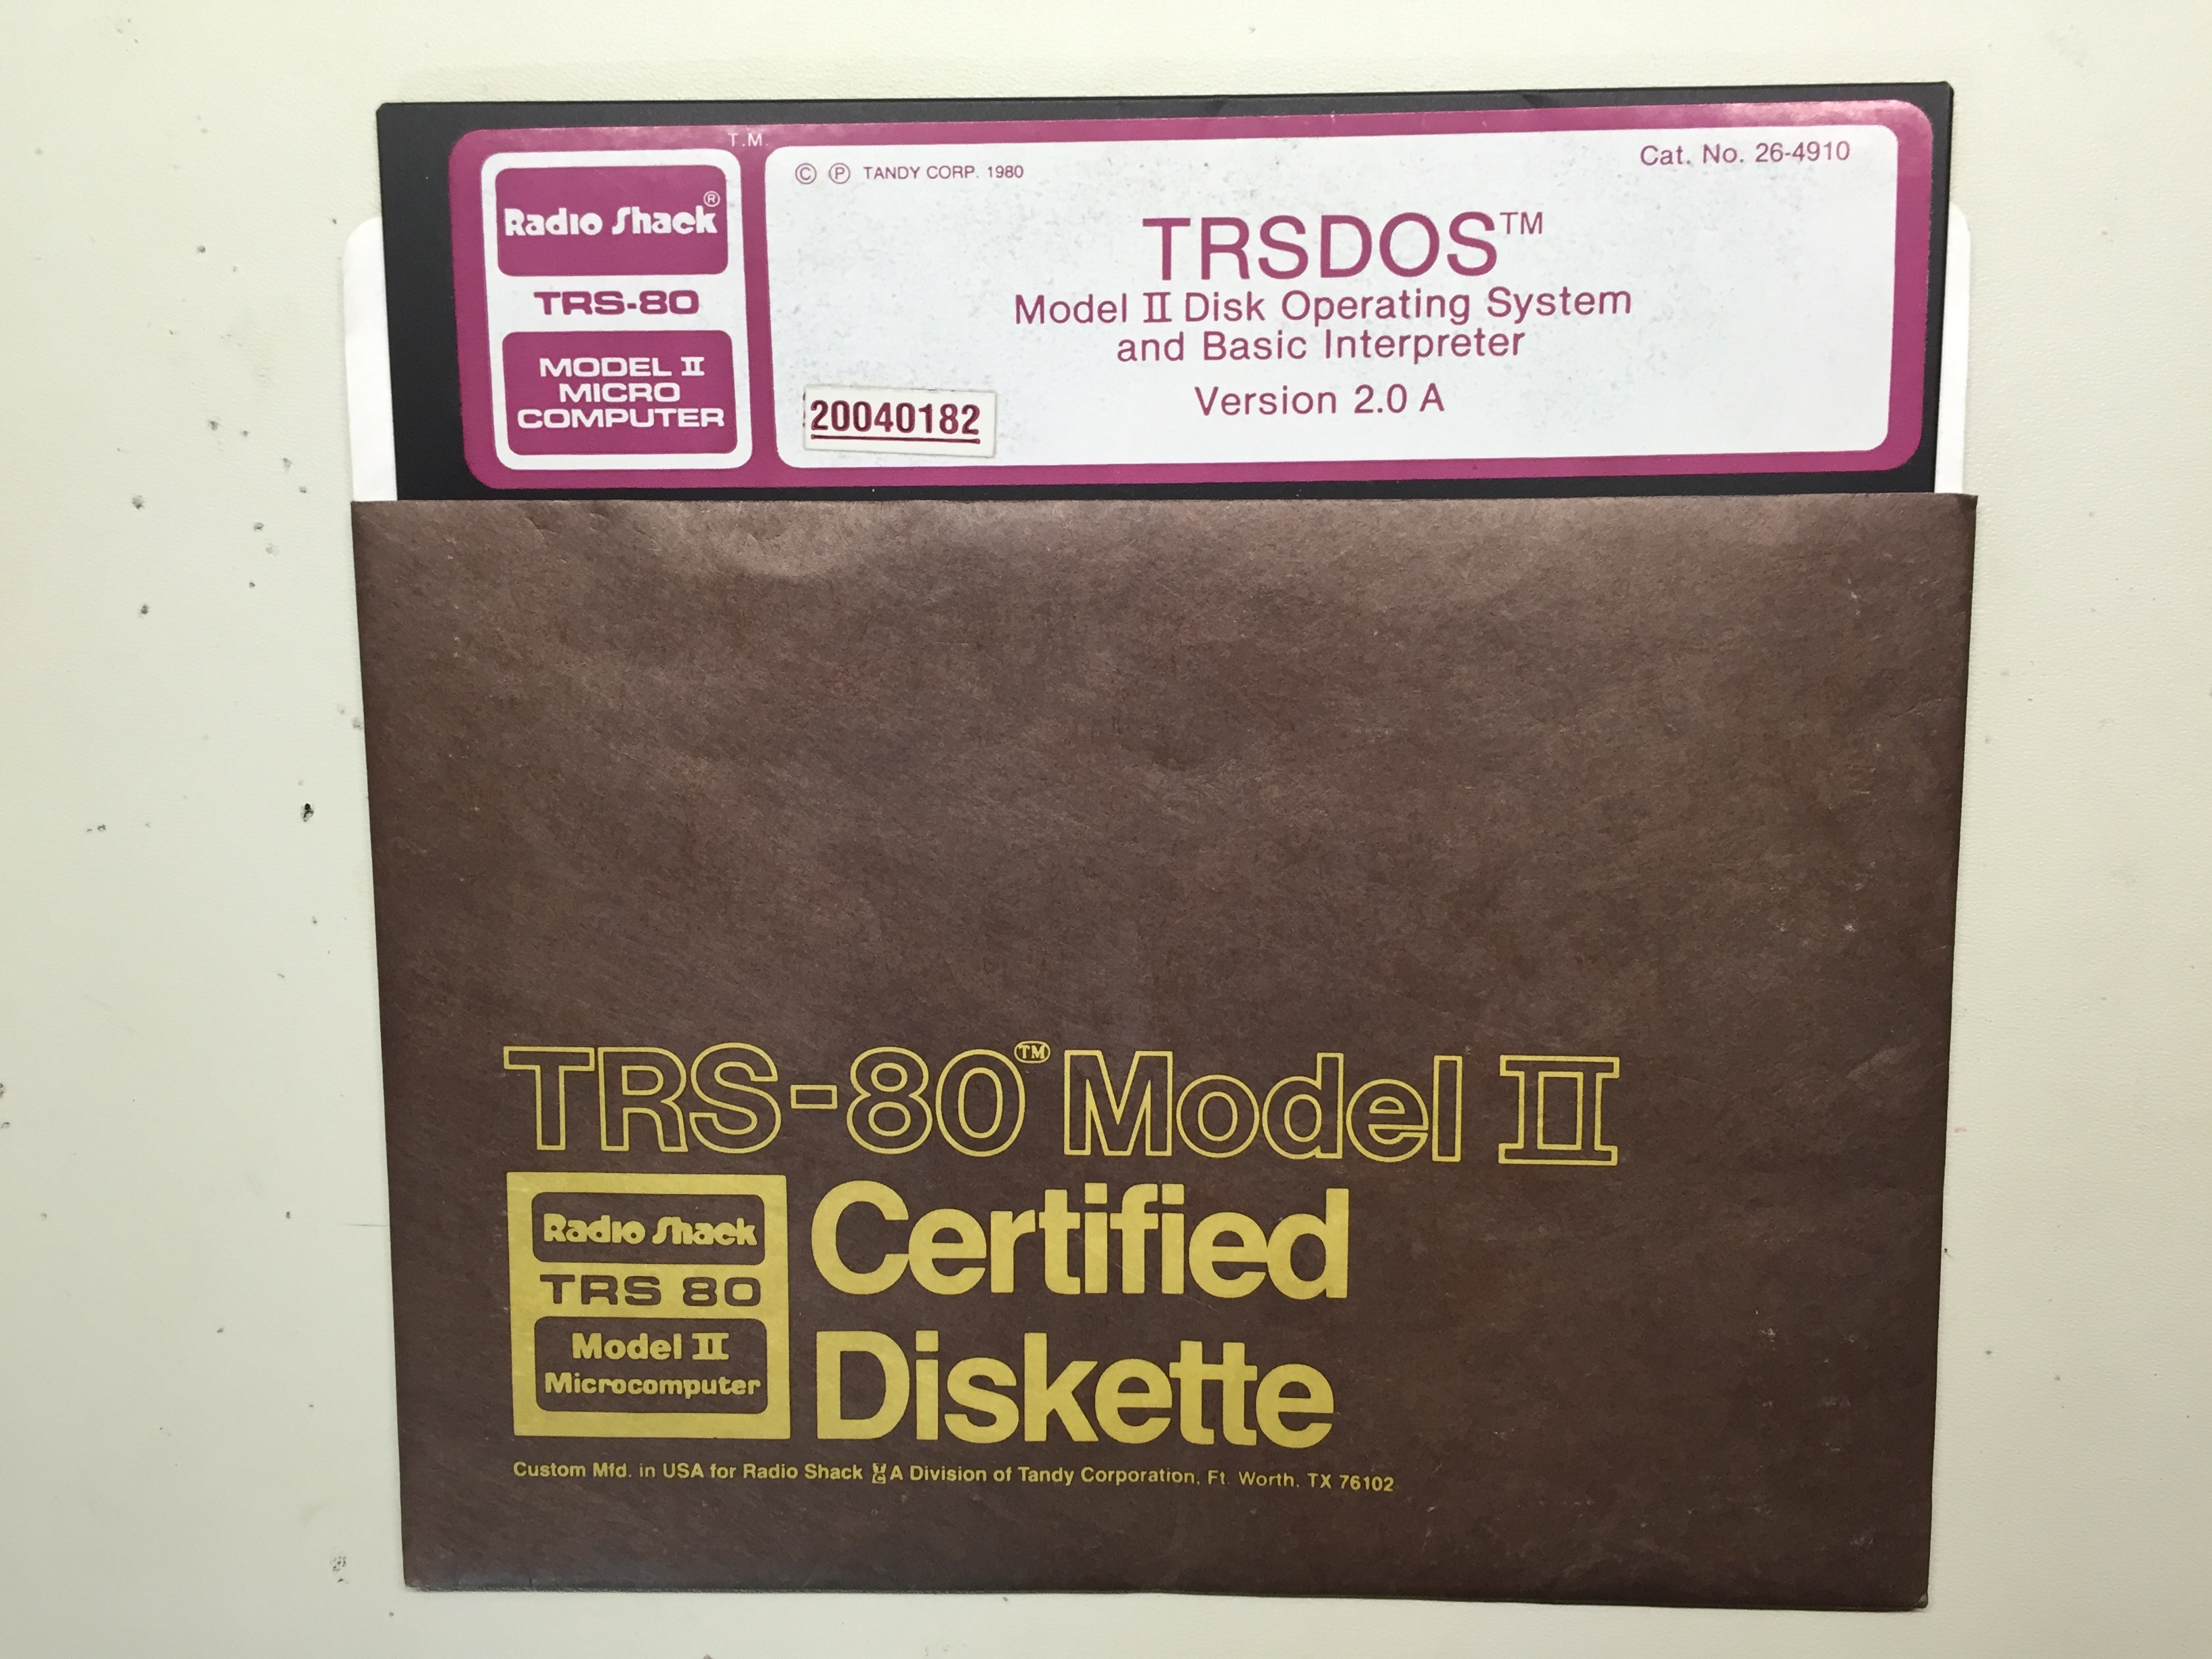 T.M.
Radio Shack®
TRS-80
MODEL II
MICRO
COMPUTER
© ℗ TANDY CORP. 1980
Cat. No. 26-4910
TRSDOS™
Model II Disk Operating System
and Basic Interpreter
Version 2.0 A
20040182
TRS-80™ Model II
Radio Shack
TRS 80
Model II
Microcomputer
Certified
Diskette
Custom Mfd. in USA for Radio Shack A Division of Tandy Corporation, Ft. Worth, TX 76102